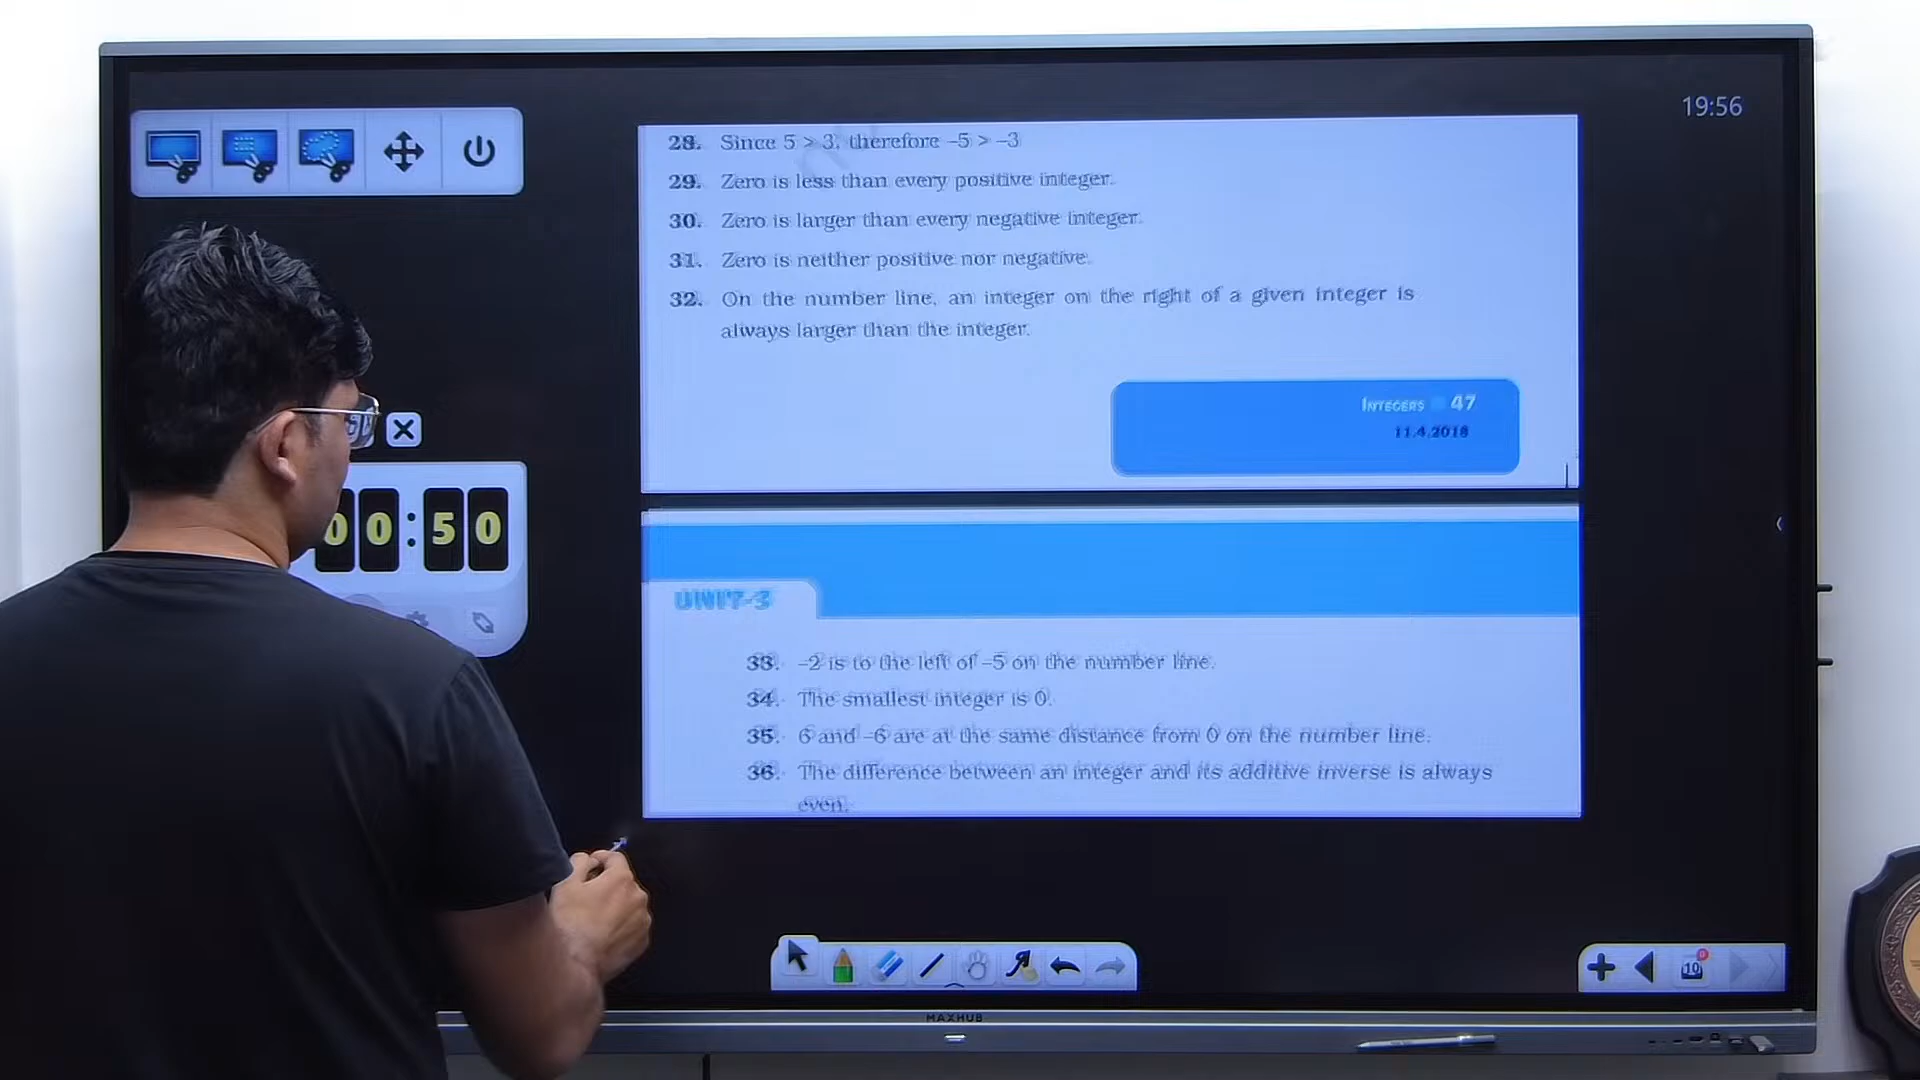 19:56
28. Since 5 > 3, therefore –5 > –3
29. Zero is less than every positive integer.
30. Zero is larger than every negative integer.
31. Zero is neither positive nor negative.
32. On the number line, an integer on the right of a given integer is
always larger than the integer.
INTEGERS 47
11.4.2018
00:50
UNIT-3
33. –2 is to the left of –5 on the number line.
34. The smallest integer is 0.
35. 6 and –6 are at the same distance from 0 on the number line.
36. The difference between an integer and its additive inverse is always
even.
10
MAXHUB